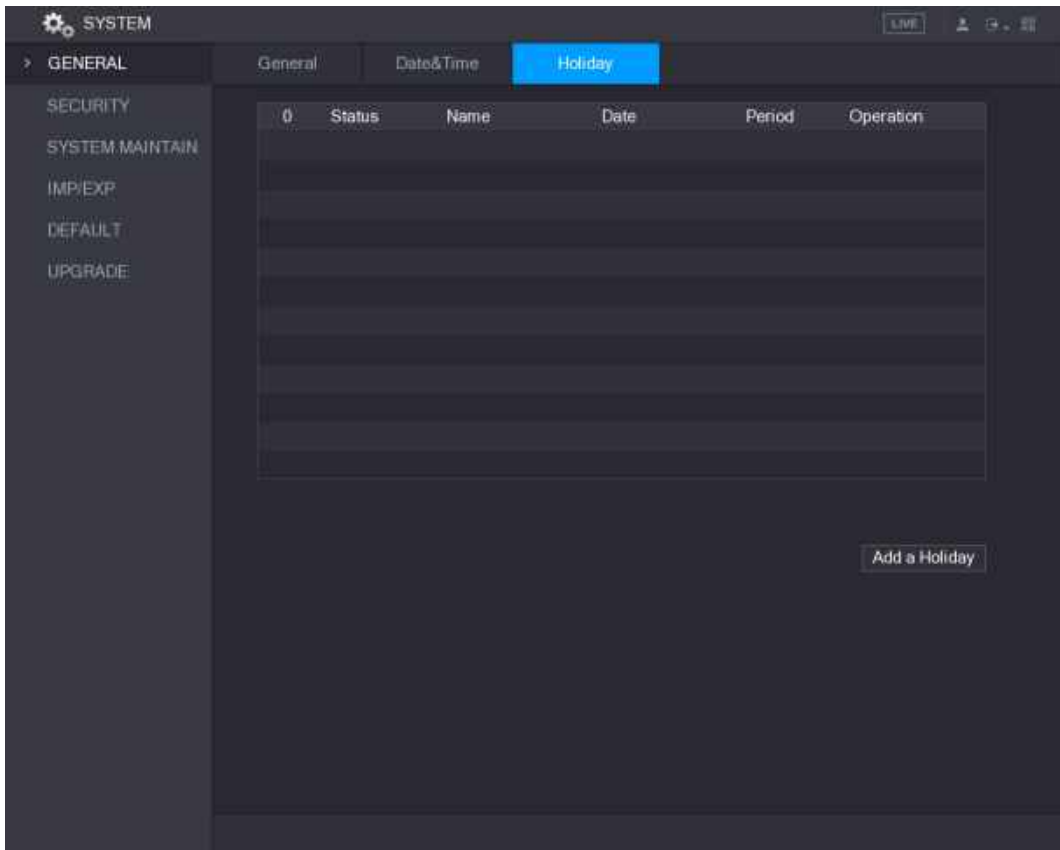 SYSTEM LIVE
GENERAL General Date&Time Holiday
SECURITY
0 Status Name Date Period Operation
SYSTEM MAINTAIN
IMP/EXP
DEFAULT
UPGRADE
Add a Holiday